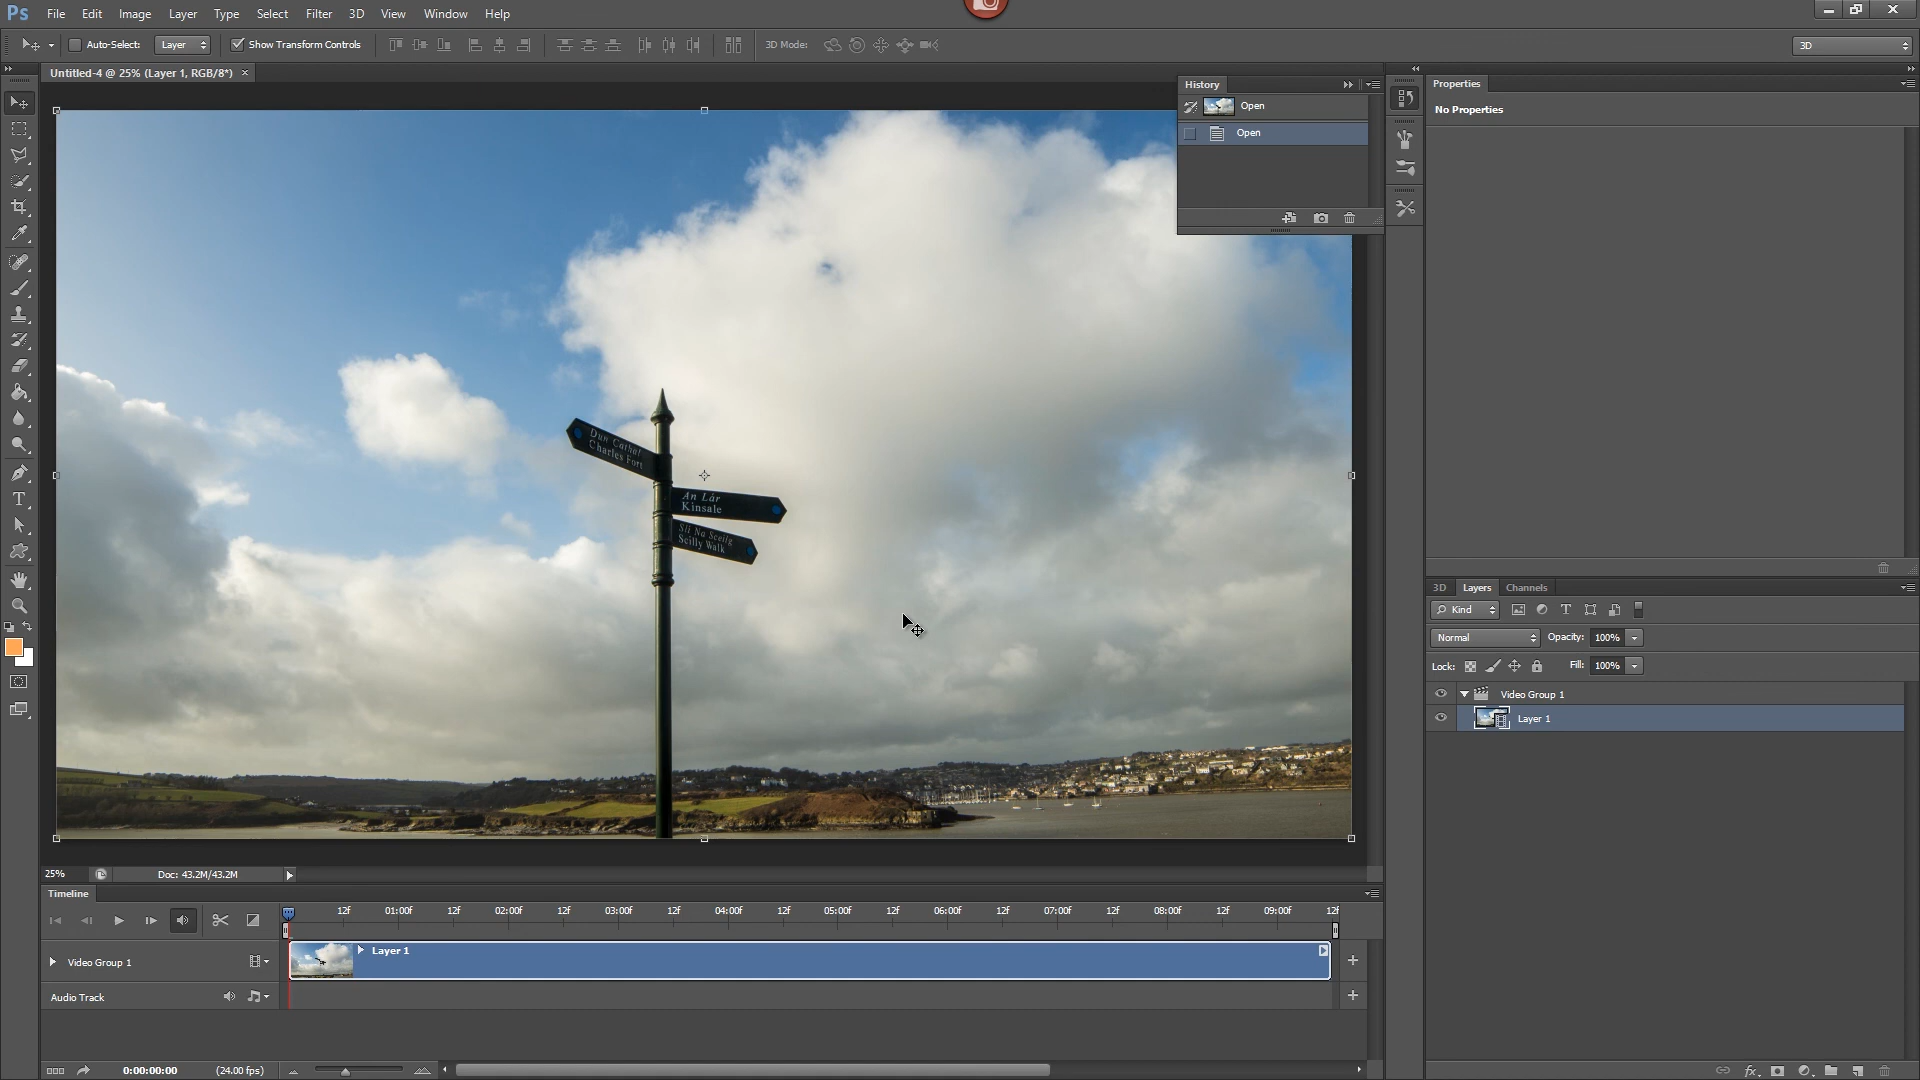 Ps File Edit Image Layer Type Select Filter 3D View Window Help
Auto-Select: Layer Show Transform Controls 3D Mode: 3D
Untitled-4 @ 25% (Layer 1, RGB/8*) ×
History
Open
Open
Properties
No Properties
Dun Cathal
Charles Fort
An Lár
Kinsale
Sli Na Sceilg
Scilly Walk
3D Layers Channels
Kind
Normal Opacity: 100%
Lock: Fill: 100%
Video Group 1
Layer 1
25% Doc: 43.2M/43.2M
Timeline
12f 01:00f 12f 02:00f 12f 03:00f 12f 04:00f 12f 05:00f 12f 06:00f 12f 07:00f 12f 08:00f 12f 09:00f 12f
Layer 1
Video Group 1
Audio Track
0:00:00:00 (24.00 fps)